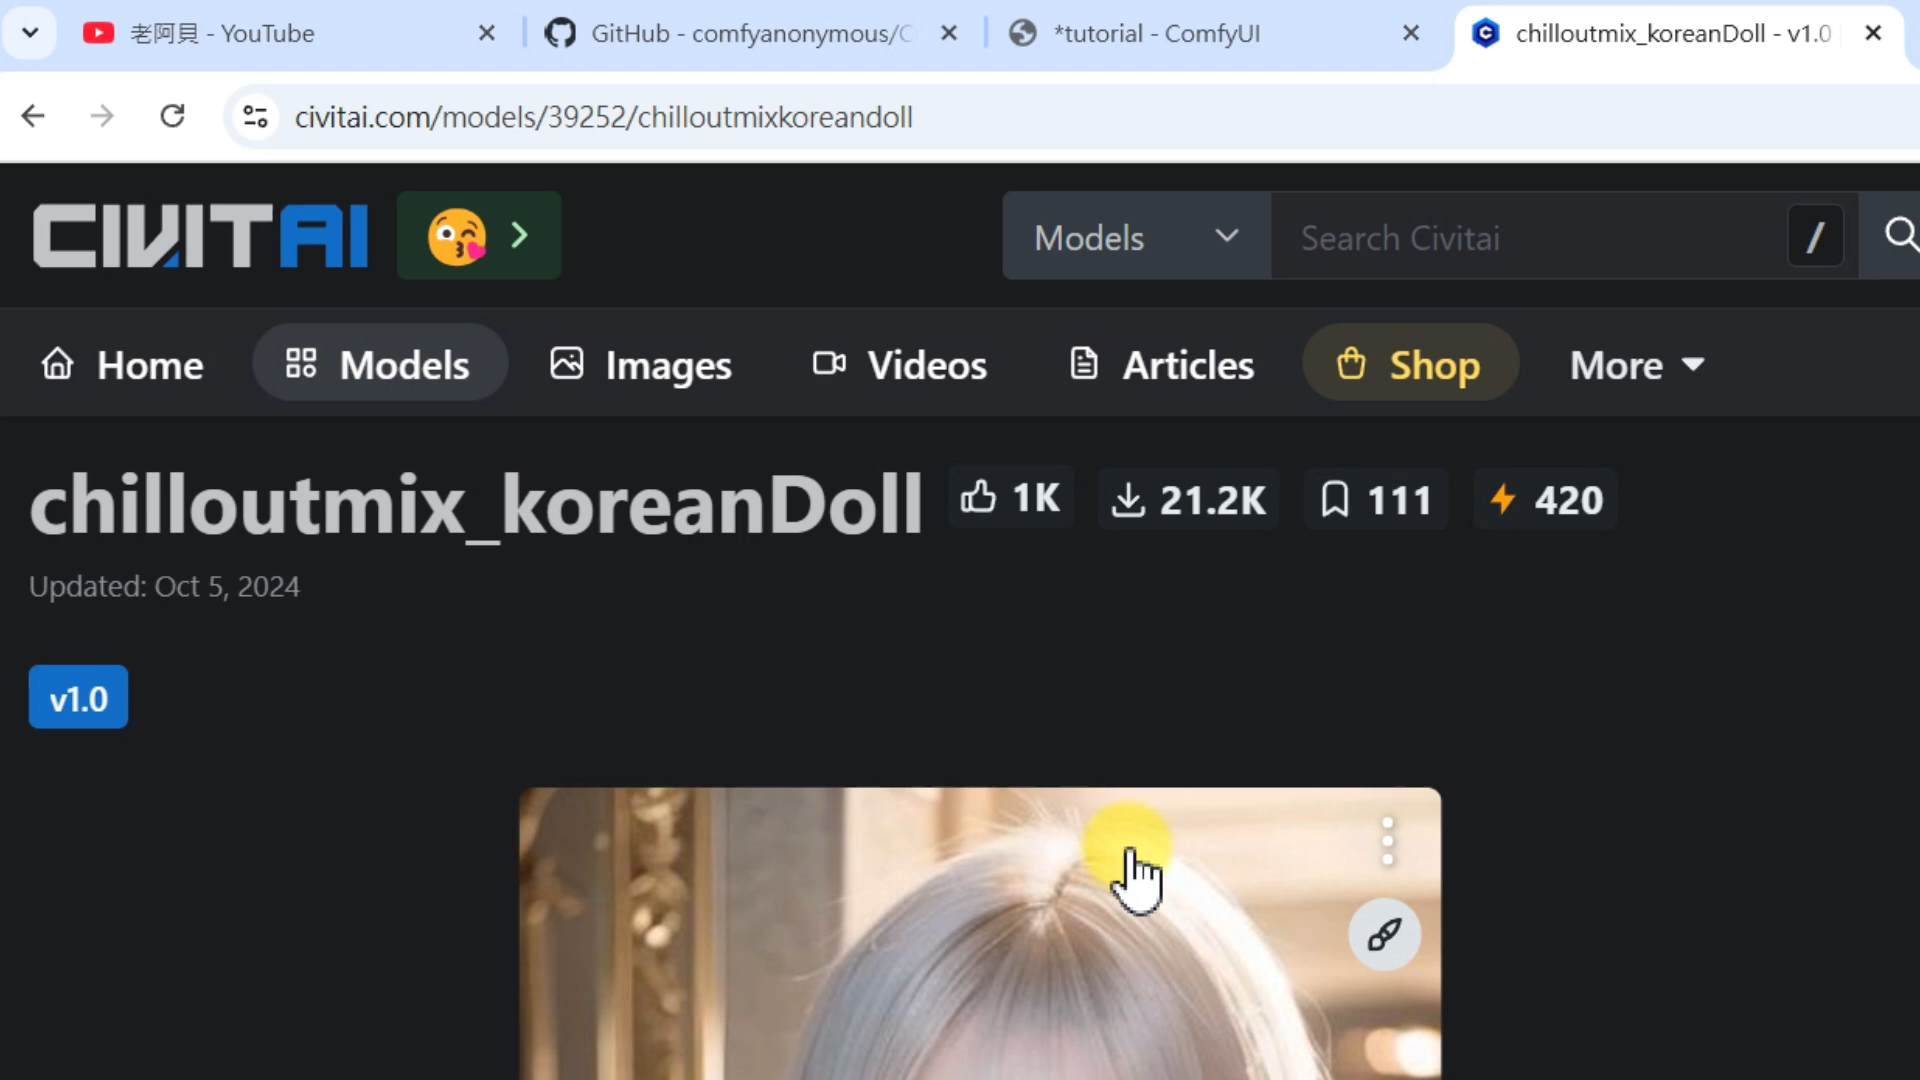 老阿貝 - YouTube
GitHub - comfyanonymous/C
*tutorial - ComfyUI
chilloutmix_koreanDoll - v1.0
civitai.com/models/39252/chilloutmixkoreandoll
CIVITAI
Models
Search Civitai
/
Home
Models
Images
Videos
Articles
Shop
More
chilloutmix_koreanDoll
1K
21.2K
111
420
Updated: Oct 5, 2024
v1.0